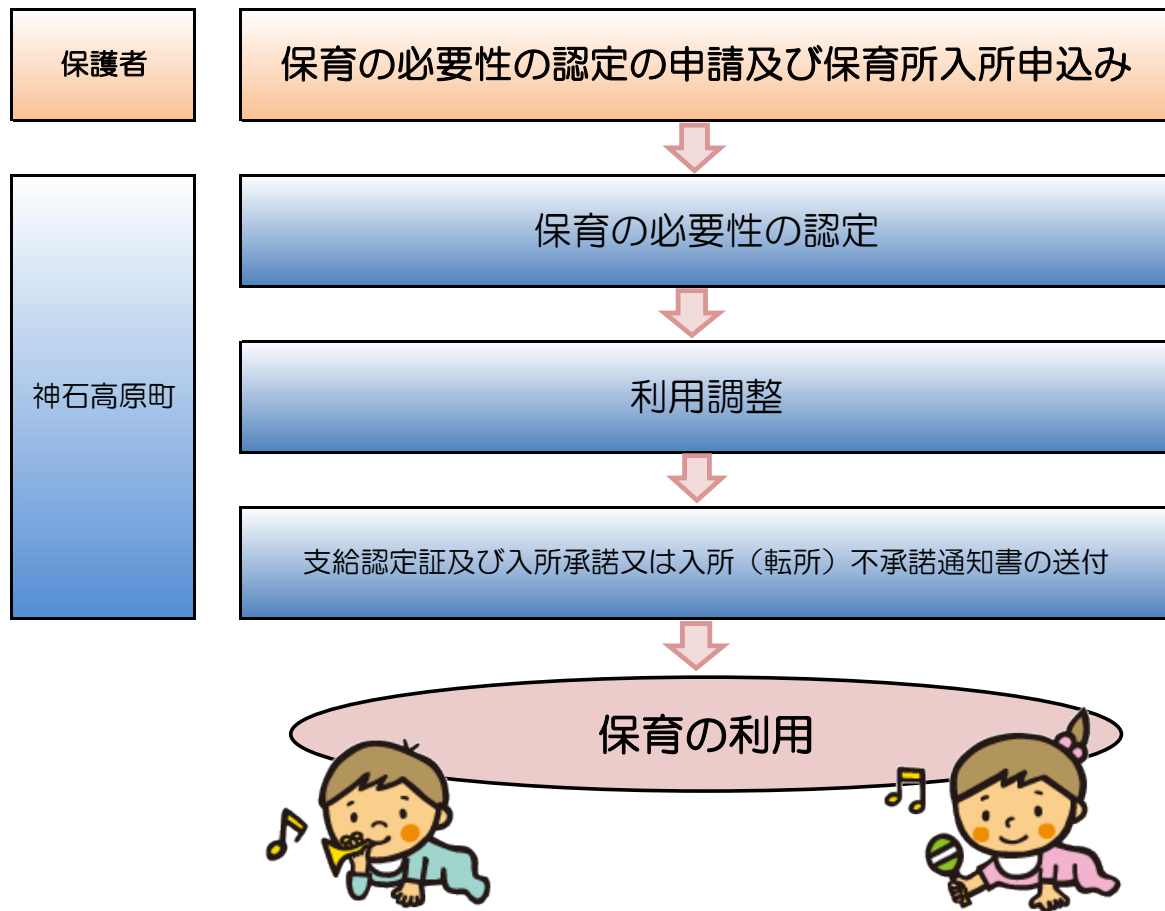 保護者
保育の必要性の認定の申請及び保育所入所申込み
神石高原町
保育の必要性の認定
利用調整
支給認定証及び入所承諾又は入所（転所）不承諾通知書の送付
保育の利用